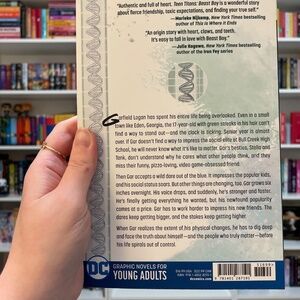 "Authentic and full of heart, Teen Titans: Beast Boy is a wonderful story
about fierce friendship, toxic expectations, and finding your true self."
- Marieke Nijkamp, New York Times bestselling
author of This Is Where It Ends
"An origin story with heart, claws, and teeth.
It's easy to fall in love with Beast Boy."
- Julie Kagawa, New York Times bestselling author
of the Iron Fey series
Garfield Logan has spent his entire life being overlooked. Even in a small
town like Eden, Georgia, the 17-year-old with green streaks in his hair can't
find a way to stand out—and the clock is ticking. Senior year is almost
over. If Gar doesn't find a way to impress the social elite at Bull Creek High
School, he will never know what it's like to matter. Gar's besties, Stella and
Tank, don't understand why he cares what other people think, and they
miss their funny, pizza-loving, video game-obsessed friend.
Then Gar accepts a wild dare out of the blue. It impresses the popular kids,
and his social status soars. But other things are changing, too. Gar grows six
inches overnight. His voice drops, and suddenly, he's stronger and faster.
He's finally getting everything he wanted, but his newfound popularity
comes at a price. Gar has to work harder to impress his new friends. The
dares keep getting bigger, and the stakes keep getting higher.
When Gar realizes the extent of his physical changes, he has to dig deep
and face the truth about himself—and the people who truly matter—before
his life spirals out of control.
DC
GRAPHIC NOVELS FOR
YOUNG ADULTS